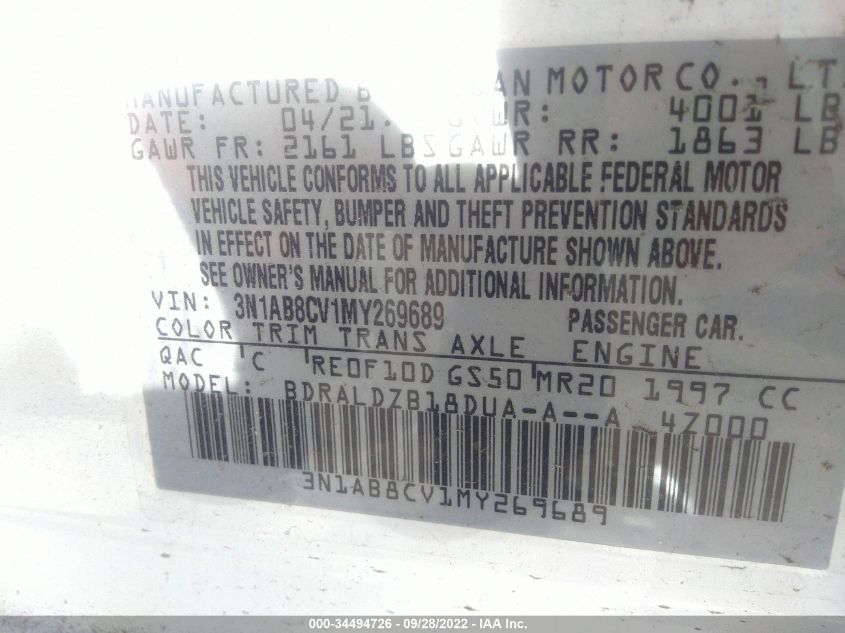 MANUFACTURED B AN MOTOR CO., LT
DATE: 04/21. WR: 4001 LB
GAWR FR: 2161 LBS GAWR RR: 1863 LB
THIS VEHICLE CONFORMS TO ALL APPLICABLE FEDERAL MOTOR
VEHICLE SAFETY, BUMPER AND THEFT PREVENTION STANDARDS
IN EFFECT ON THE DATE OF MANUFACTURE SHOWN ABOVE.
SEE OWNER'S MANUAL FOR ADDITIONAL INFORMATION.
VIN: 3N1AB8CV1MY269689 PASSENGER CAR.
COLOR TRIM TRANS AXLE ENGINE
QAC C RE0F10D GS50 MR20 1997 CC
MODEL: BDRALDZB18DUA-A--A 4Z000
3N1AB8CV1MY269689
000-34494726 - 09/28/2022 - IAA Inc.